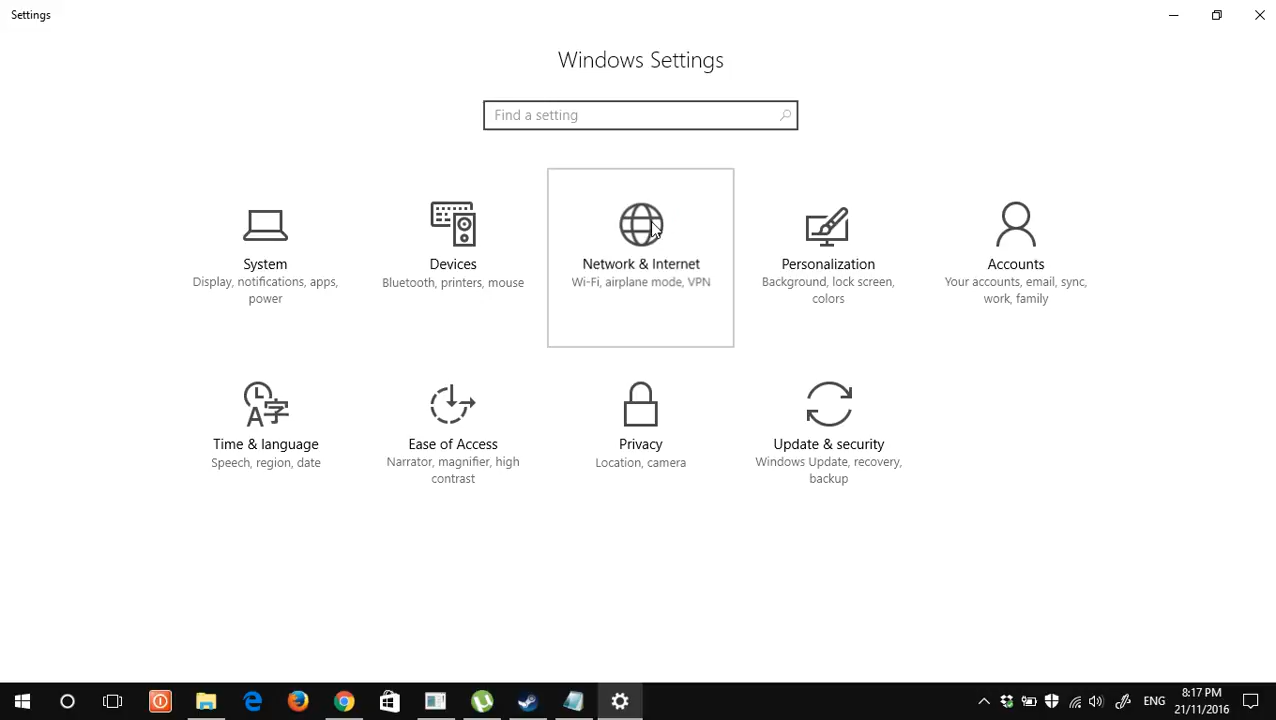 Settings
Windows Settings
Find a setting
System
Display, notifications, apps,
power
Devices
Bluetooth, printers, mouse
Network & Internet
Wi-Fi, airplane mode, VPN
Personalization
Background, lock screen,
colors
Accounts
Your accounts, email, sync,
work, family
Time & language
Speech, region, date
Ease of Access
Narrator, magnifier, high
contrast
Privacy
Location, camera
Update & security
Windows Update, recovery,
backup
ENG
8:17 PM
21/11/2016